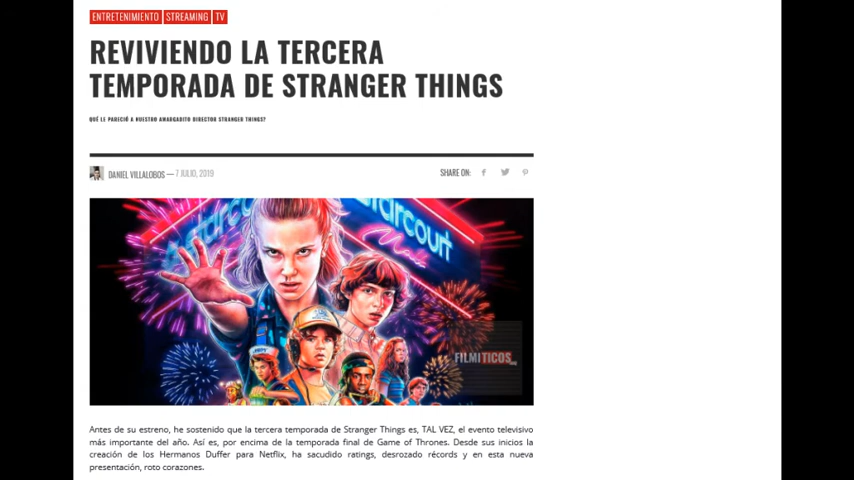 ENTRETENIMIENTO STREAMING TV
REVIVIENDO LA TERCERA
TEMPORADA DE STRANGER THINGS
QUÉ LE PARECIÓ A NUESTRO AMARGADITO DIRECTOR STRANGER THINGS?
DANIEL VILLALOBOS — 7 JULIO, 2019
SHARE ON:
starcourt
starcourt
Mall
FILMITICOS
Antes de su estreno, he sostenido que la tercera temporada de Stranger Things es, TAL VEZ, el evento televisivo
más importante del año. Así es, por encima de la temporada final de Game of Thrones. Desde sus inicios la
creación de los Hermanos Duffer para Netflix, ha sacudido ratings, desrozado récords y en esta nueva
presentación, roto corazones.